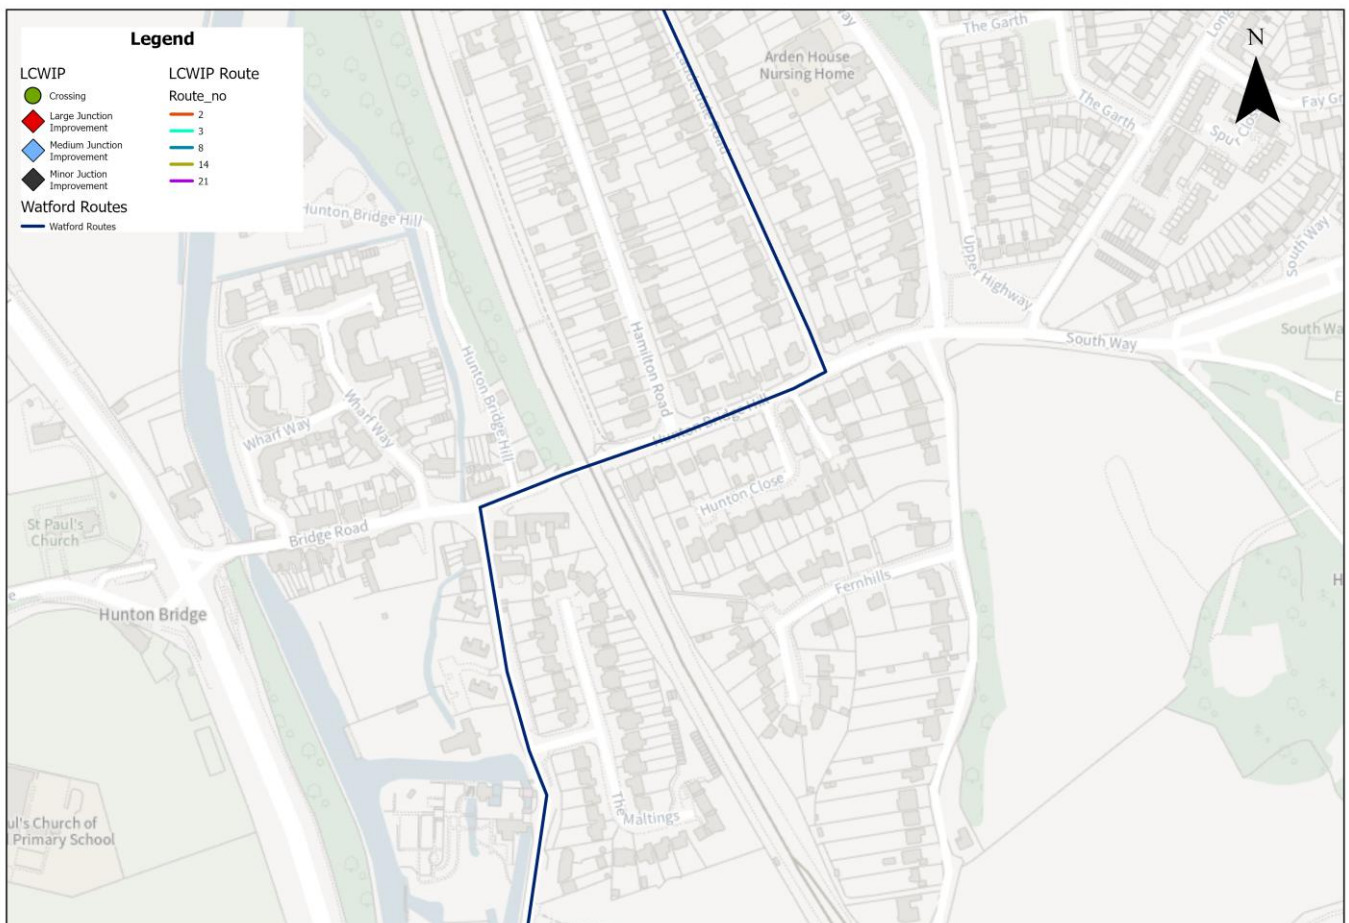 Legend
LCWIP
Crossing
Large Junction
Improvement
Medium Junction
Improvement
Minor Juction
Improvement
Watford Routes
Watford Routes
LCWIP Route
Route_no
2
3
8
14
21
N
Arden House
Nursing Home
The Garth
The Garth
Long
Fay Gr
Way
Hunton Bridge Hill
Hunton Bridge Hill
Hamilton Road
Upper Highway
South Way
South Way
South Wa
Hunton Bridge Hill
Wharf Way
Wharf Way
Bridge Road
Hunton Close
St Paul's
Church
Hunton Bridge
Fernhills
The
Maltings
ul's Church of
Primary School